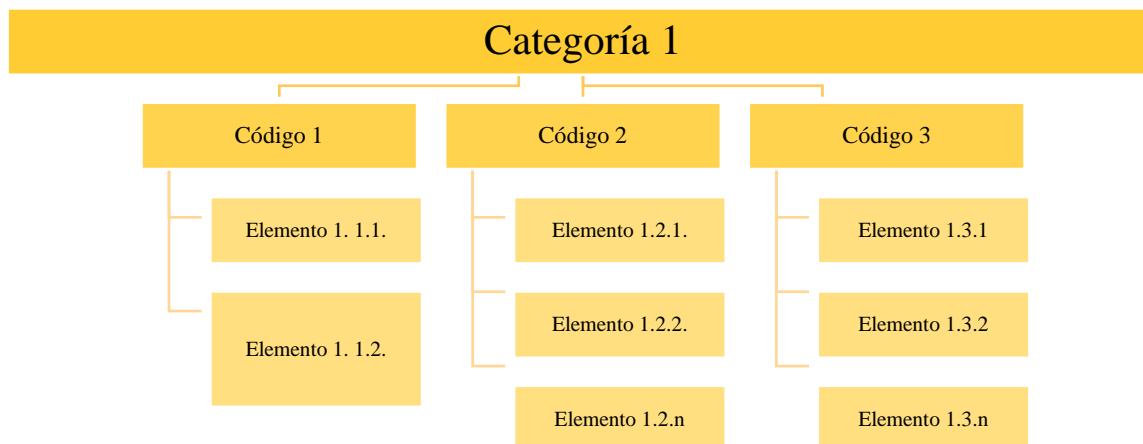 Categoría 1
Código 1
Código 2
Código 3
Elemento 1. 1.1.
Elemento 1.2.1.
Elemento 1.3.1
Elemento 1. 1.2.
Elemento 1.2.2.
Elemento 1.3.2
Elemento 1.2.n
Elemento 1.3.n